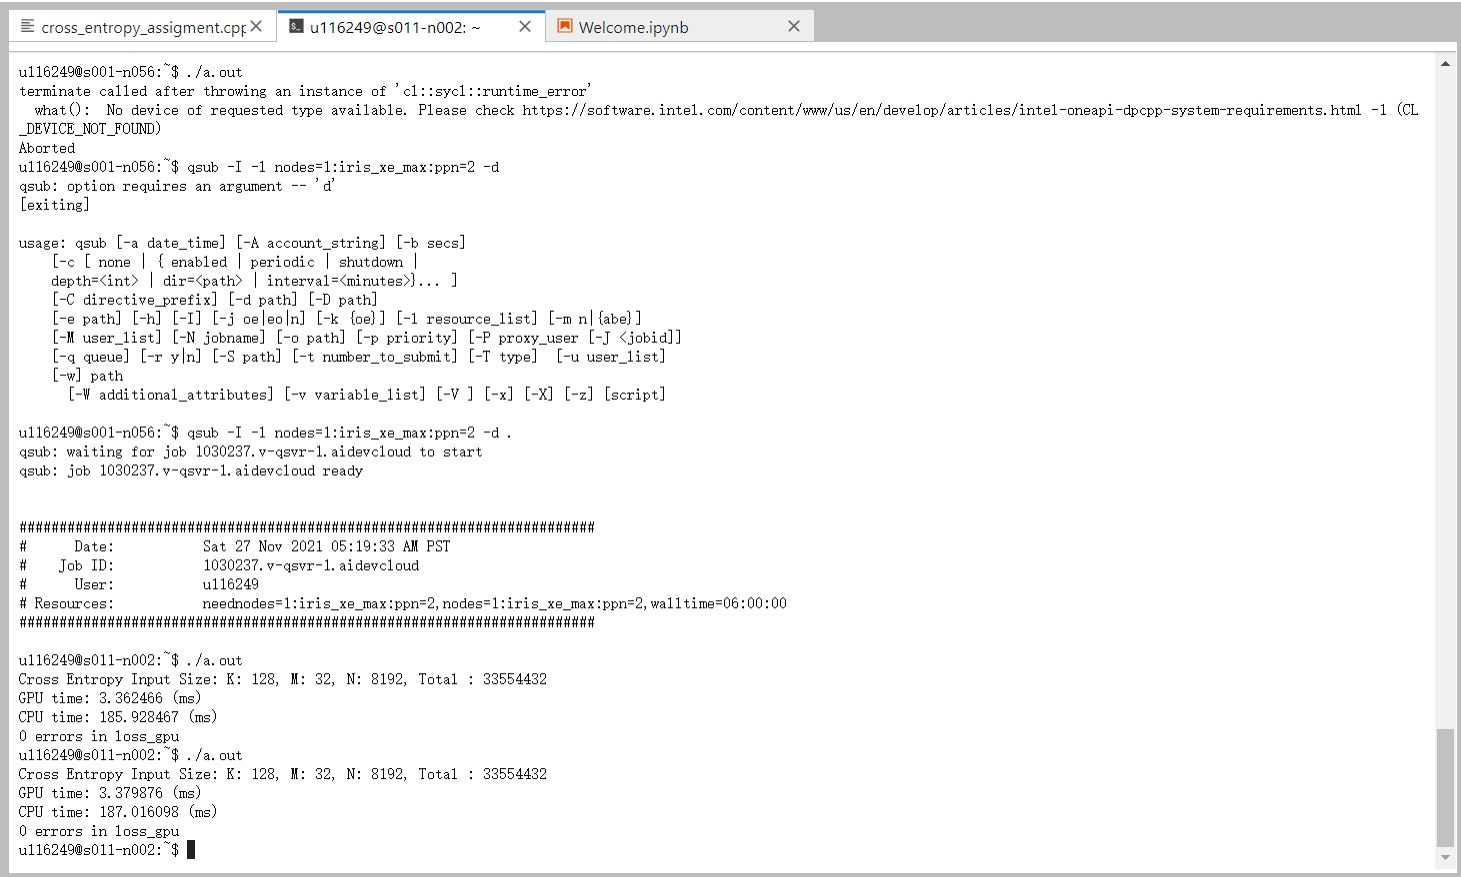 cross_entropy_assigment.cpp
u116249@s011-n002: ~
Welcome.ipynb
u116249@s001-n056:~$ ./a.out
terminate called after throwing an instance of 'cl::sycl::runtime_error'
  what():  No device of requested type available. Please check https://software.intel.com/content/www/us/en/develop/articles/intel-oneapi-dpcpp-system-requirements.html -1 (CL
_DEVICE_NOT_FOUND)
Aborted
u116249@s001-n056:~$ qsub -I -l nodes=1:iris_xe_max:ppn=2 -d
qsub: option requires an argument -- 'd'
[exiting]
usage: qsub [-a date_time] [-A account_string] [-b secs]
    [-c [ none | { enabled | periodic | shutdown |
    depth=<int> | dir=<path> | interval=<minutes>}... ]
    [-C directive_prefix] [-d path] [-D path]
    [-e path] [-h] [-I] [-j oe|eo|n] [-k {oe}] [-l resource_list] [-m n|{abe}]
    [-M user_list] [-N jobname] [-o path] [-p priority] [-P proxy_user [-J <jobid]]
    [-q queue] [-r y|n] [-S path] [-t number_to_submit] [-T type]  [-u user_list]
    [-w] path
      [-W additional_attributes] [-v variable_list] [-V ] [-x] [-X] [-z] [script]
u116249@s001-n056:~$ qsub -I -l nodes=1:iris_xe_max:ppn=2 -d .
qsub: waiting for job 1030237.v-qsvr-1.aidevcloud to start
qsub: job 1030237.v-qsvr-1.aidevcloud ready
########################################################################
#      Date:           Sat 27 Nov 2021 05:19:33 AM PST
#    Job ID:           1030237.v-qsvr-1.aidevcloud
#      User:           u116249
# Resources:           neednodes=1:iris_xe_max:ppn=2,nodes=1:iris_xe_max:ppn=2,walltime=06:00:00
########################################################################
u116249@s011-n002:~$ ./a.out
Cross Entropy Input Size: K: 128, M: 32, N: 8192, Total : 33554432
GPU time: 3.362466 (ms)
CPU time: 185.928467 (ms)
0 errors in loss_gpu
u116249@s011-n002:~$ ./a.out
Cross Entropy Input Size: K: 128, M: 32, N: 8192, Total : 33554432
GPU time: 3.379876 (ms)
CPU time: 187.016098 (ms)
0 errors in loss_gpu
u116249@s011-n002:~$